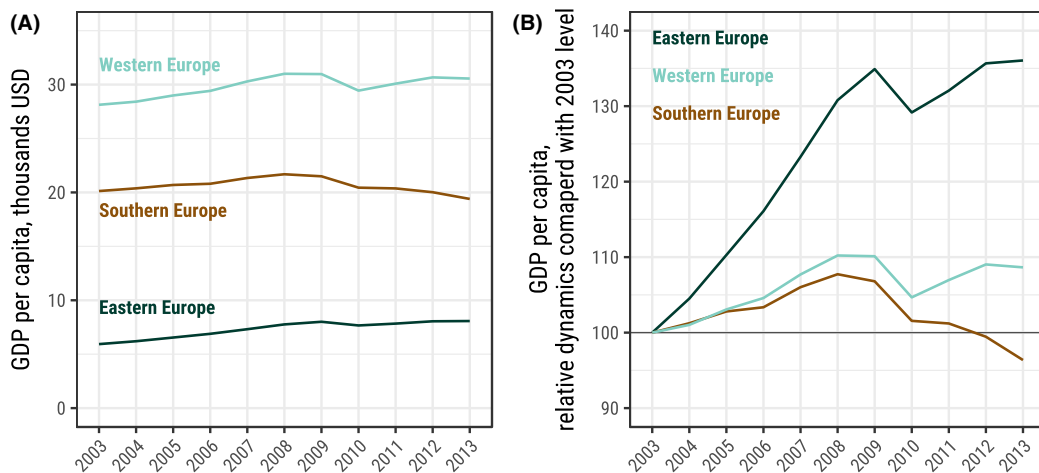 (A)
GDP per capita, thousands USD
30
20
10
0
Western Europe
Southern Europe
Eastern Europe
2003
2004
2005
2006
2007
2008
2009
2010
2011
2012
2013
(B)
GDP per capita,
relative dynamics comaperd with 2003 level
140
130
120
110
100
90
Eastern Europe
Western Europe
Southern Europe
2003
2004
2005
2006
2007
2008
2009
2010
2011
2012
2013